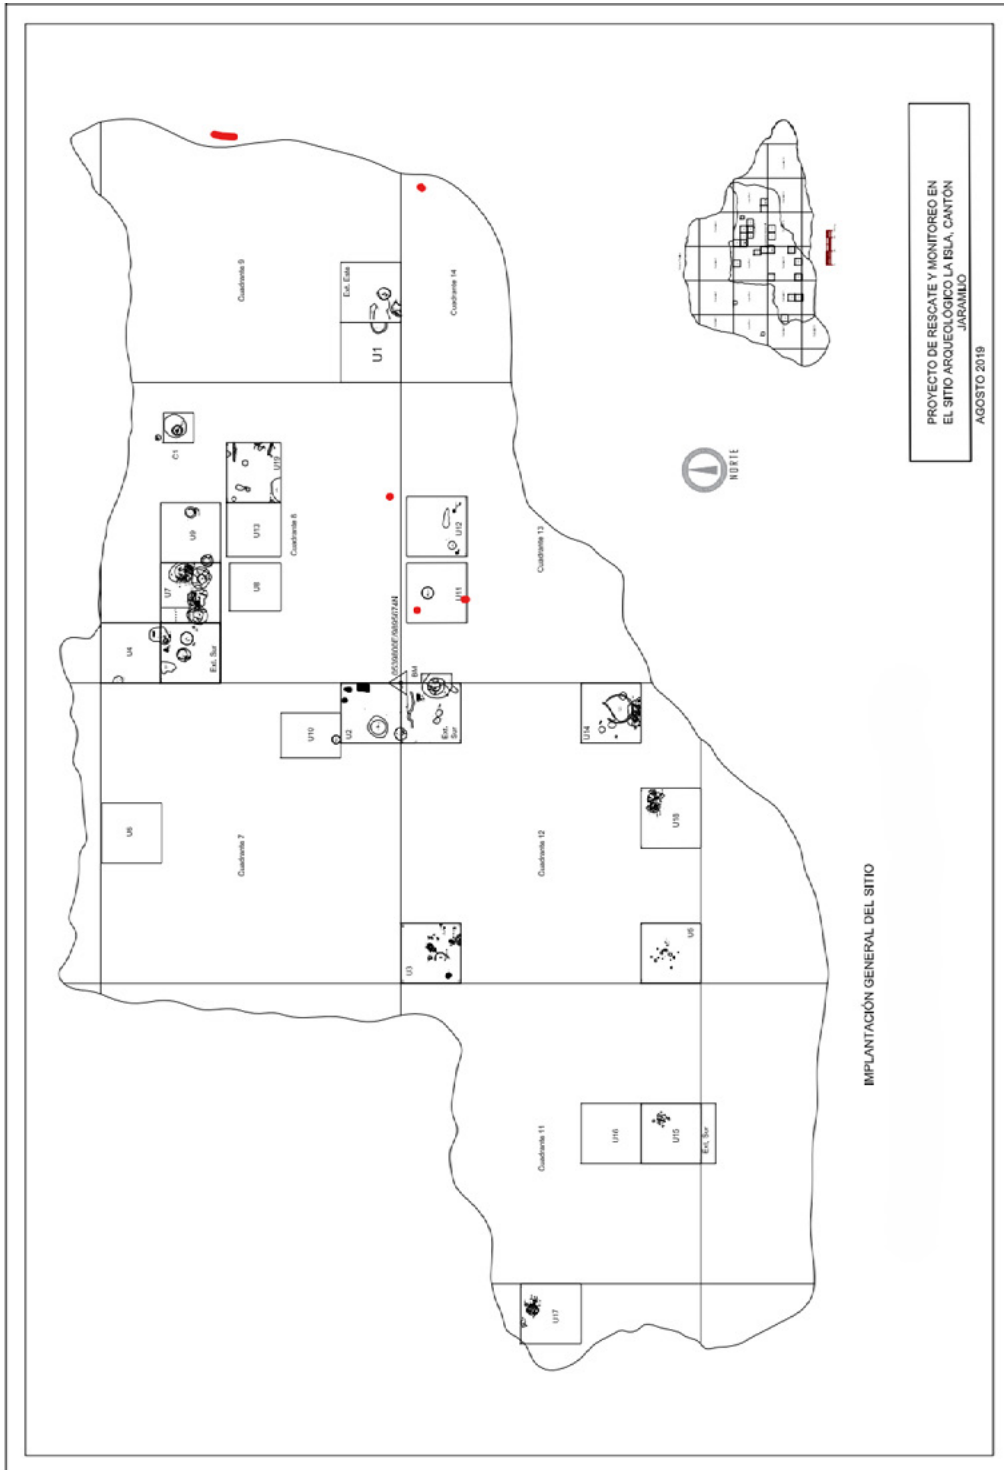 Cuadrante 9
Ext. Este
U1
Cuadrante 14
C1
U19
U9
U13
Cuadrante 8
U7
U8
U12
Cuadrante 13
U11
U4
Ext. Sur
BM
U10
U2
Ext.
Sur
U14
U6
Cuadrante 7
Cuadrante 12
U18
U3
U5
Cuadrante 11
U16
U15
Ext. Sur
U17
NORTE
PROYECTO DE RESCATE Y MONITOREO EN
EL SITIO ARQUEOLÓGICO LA ISLA, CANTÓN
JARAMIJO
AGOSTO 2019
IMPLANTACIÓN GENERAL DEL SITIO